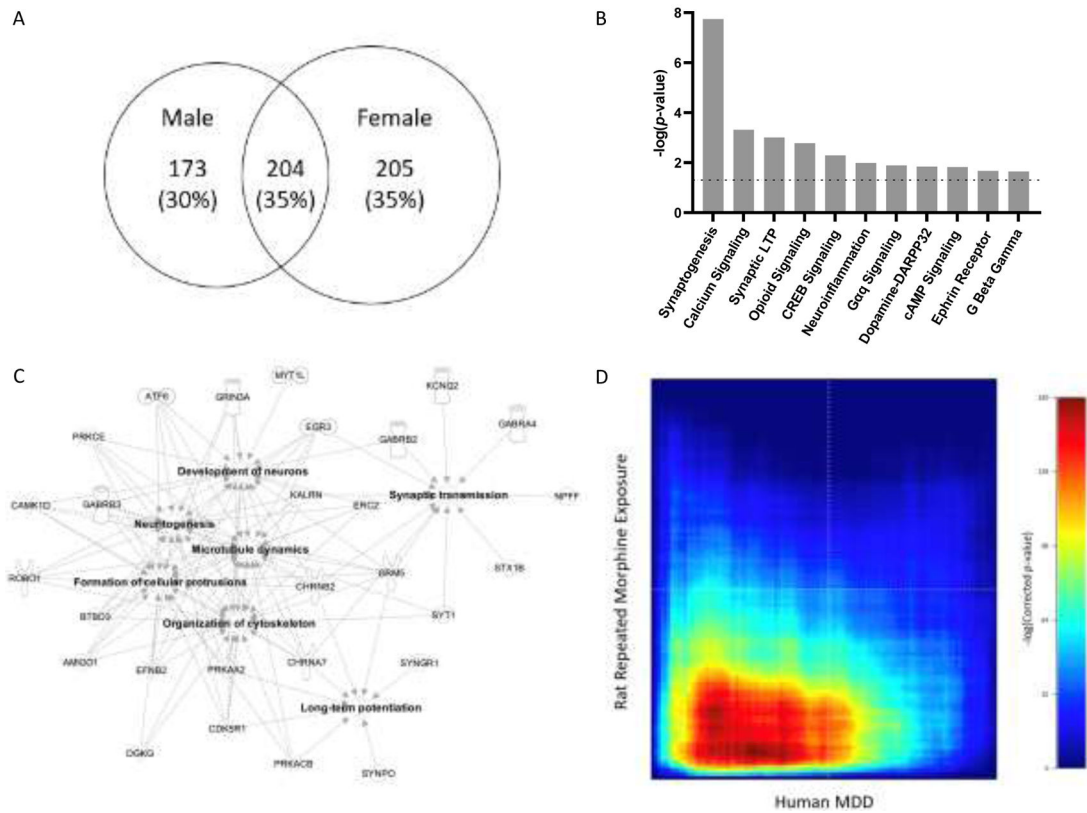 A
Male
173
(30%)
204
(35%)
Female
205
(35%)
B
-log(p-value)
8
6
4
2
0
Synaptogenesis
Calcium Signaling
Synaptic LTP
Opioid Signaling
CREB Signaling
Neuroinflammation
Gαq Signaling
Dopamine-DARPP32
cAMP Signaling
Ephrin Receptor
G Beta Gamma
C
MYT1L
ATF6
GRIN3A
KCNQ2
EGR3
GABRA4
PRKCE
GABRB2
Development of neurons
KALRN
Synaptic transmission
NPFF
CAMK1D
GABRB3
ERC2
Neuritogenesis
Microtubule dynamics
STX1B
ROBO1
Formation of cellular protrusions
CHRNB2
GRM5
BTBD3
Organization of cytoskeleton
SYT1
AMIGO1
EFNB2
PRKAA2
CHRNA7
SYNGR1
Long-term potentiation
CDK5R1
DGKG
PRKACB
SYNPO
D
Rat Repeated Morphine Exposure
Human MDD
-log(Corrected p-value)